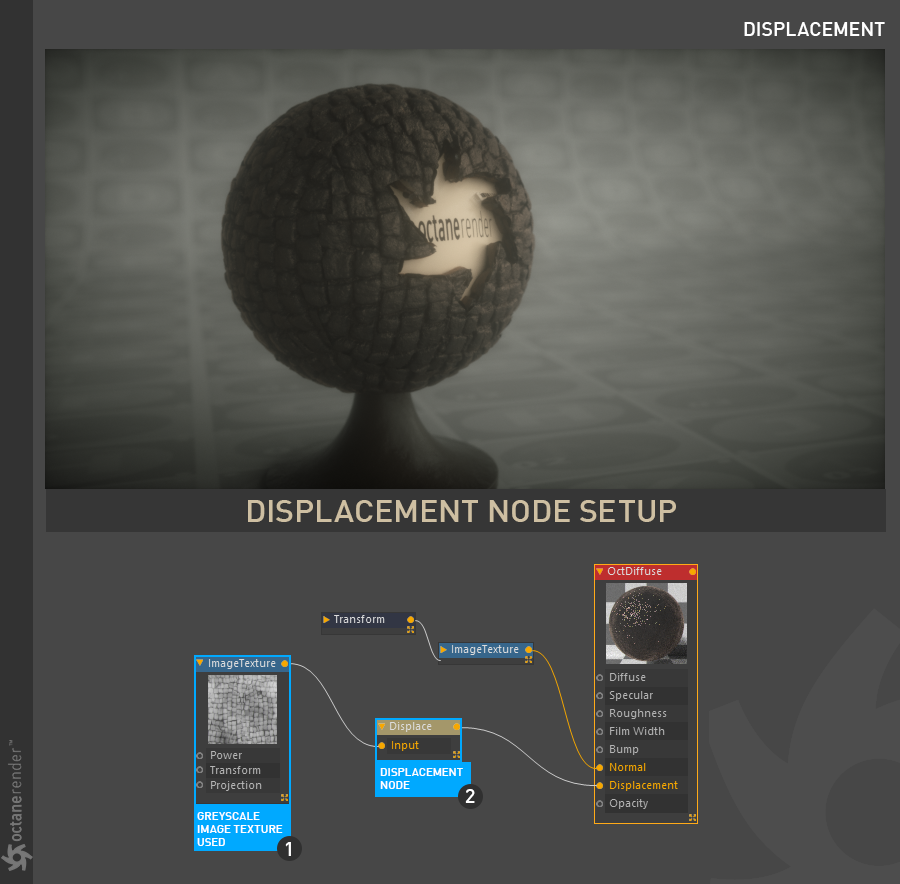 DISPLACEMENT
octanerender
DISPLACEMENT NODE SETUP
OctDiffuse
Transform
ImageTexture
ImageTexture
Displace
Input
Power
Transform
Projection
Diffuse
Specular
Roughness
Film Width
Bump
Normal
Displacement
Opacity
DISPLACEMENT
NODE
2
GREYSCALE
IMAGE TEXTURE
USED
1
octanerender™